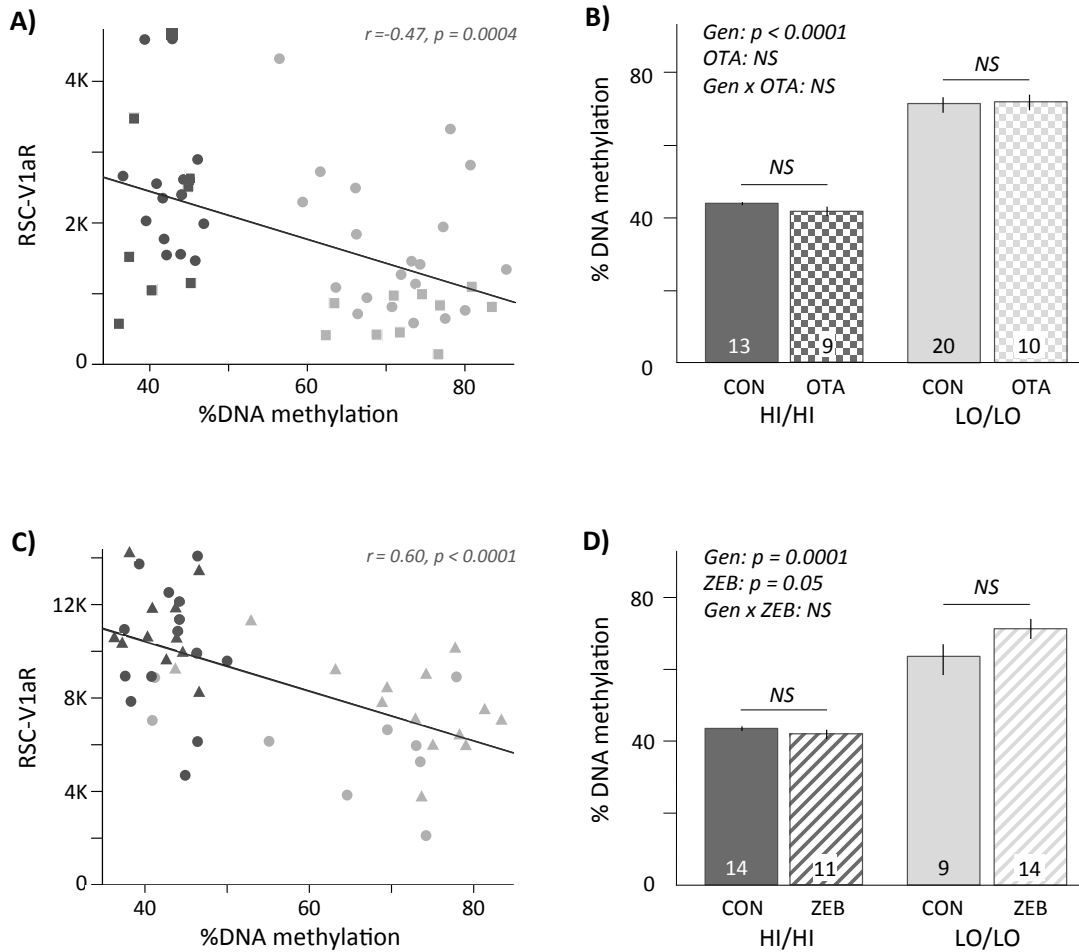 A)
r=-0.47, p = 0.0004
4K
2K
0
RSC-V1aR
40
60
80
%DNA methylation
B)
Gen: p < 0.0001
OTA: NS
Gen x OTA: NS
NS
NS
80
40
0
% DNA methylation
13
9
20
10
CON
OTA
CON
OTA
HI/HI
LO/LO
C)
r = 0.60, p < 0.0001
12K
8K
4K
0
RSC-V1aR
40
60
80
%DNA methylation
D)
Gen: p = 0.0001
ZEB: p = 0.05
Gen x ZEB: NS
NS
NS
80
40
0
% DNA methylation
14
11
9
14
CON
ZEB
CON
ZEB
HI/HI
LO/LO